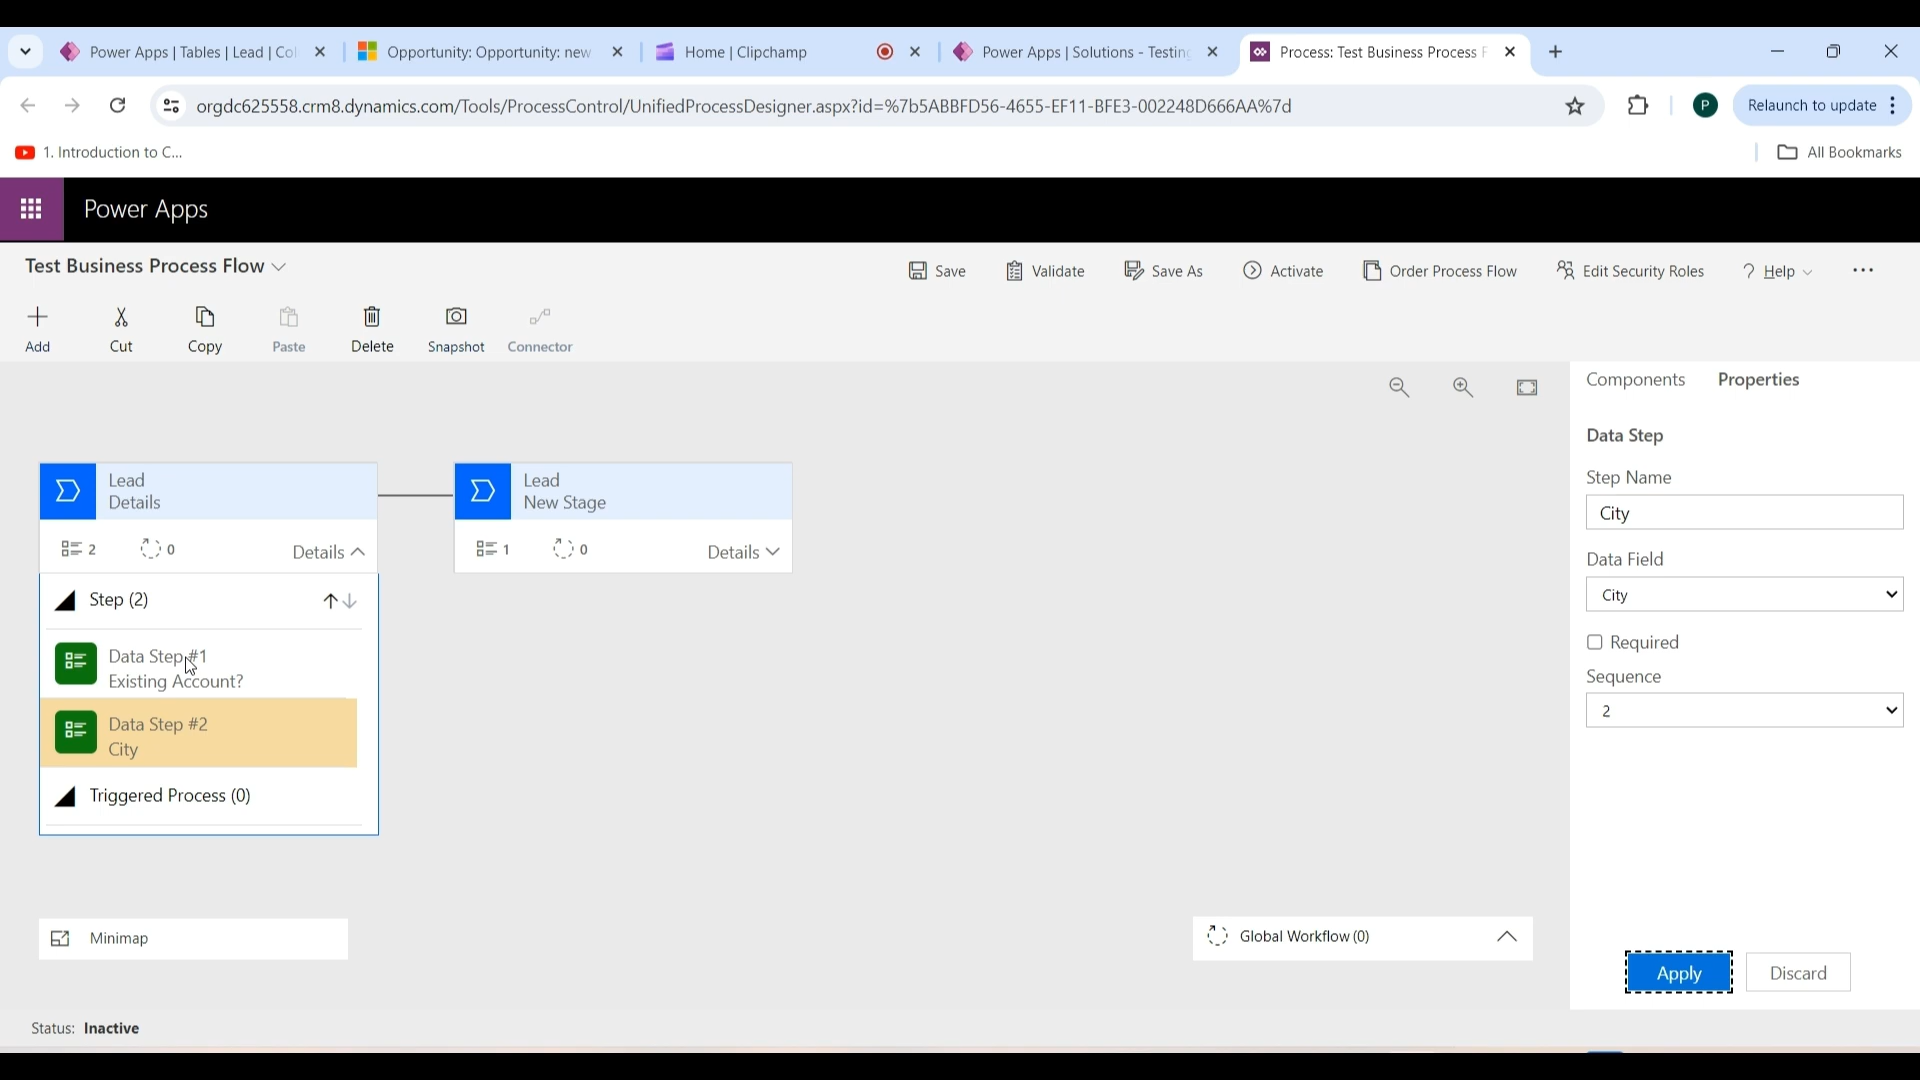 Power Apps | Tables | Lead | Col
Opportunity: Opportunity: new
Home | Clipchamp
Power Apps | Solutions - Testing
Process: Test Business Process F
orgdc625558.crm8.dynamics.com/Tools/ProcessControl/UnifiedProcessDesigner.aspx?id=%7b5ABBFD56-4655-EF11-BFE3-002248D666AA%7d
P
Relaunch to update
1. Introduction to C...
All Bookmarks
Power Apps
Test Business Process Flow
Save
Validate
Save As
Activate
Order Process Flow
Edit Security Roles
? Help
...
Add
Cut
Copy
Paste
Delete
Snapshot
Connector
Components
Properties
Lead
Details
2
0
Details
Step (2)
Data Step #1
Existing Account?
Data Step #2
City
Triggered Process (0)
Lead
New Stage
1
0
Details
Data Step
Step Name
City
Data Field
City
Required
Sequence
2
Minimap
Global Workflow (0)
Apply
Discard
Status: Inactive